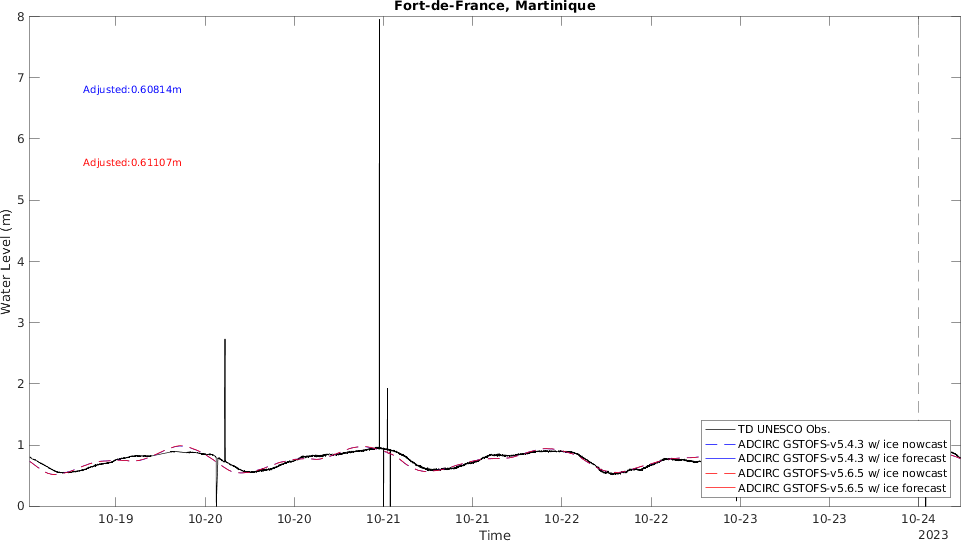 Fort-de-France, Martinique
8
7
6
5
4
3
2
1
0
Water Level (m)
Adjusted:0.60814m
Adjusted:0.61107m
TD UNESCO Obs.
ADCIRC GSTOFS-v5.4.3 w/ ice nowcast
ADCIRC GSTOFS-v5.4.3 w/ ice forecast
ADCIRC GSTOFS-v5.6.5 w/ ice nowcast
ADCIRC GSTOFS-v5.6.5 w/ ice forecast
10-19 10-20 10-20 10-21 10-21 10-22 10-22 10-23 10-23 10-24
Time 2023